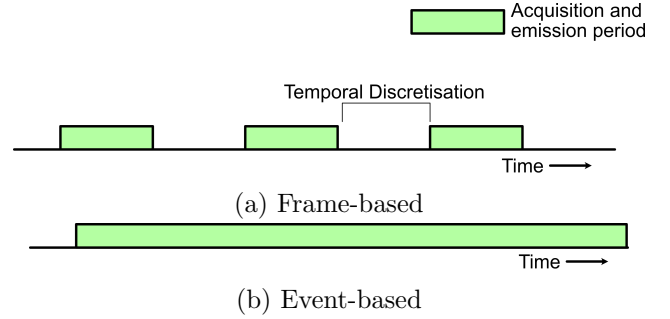 Acquisition and
emission period
Temporal Discretisation
Time
(a) Frame-based
Time
(b) Event-based